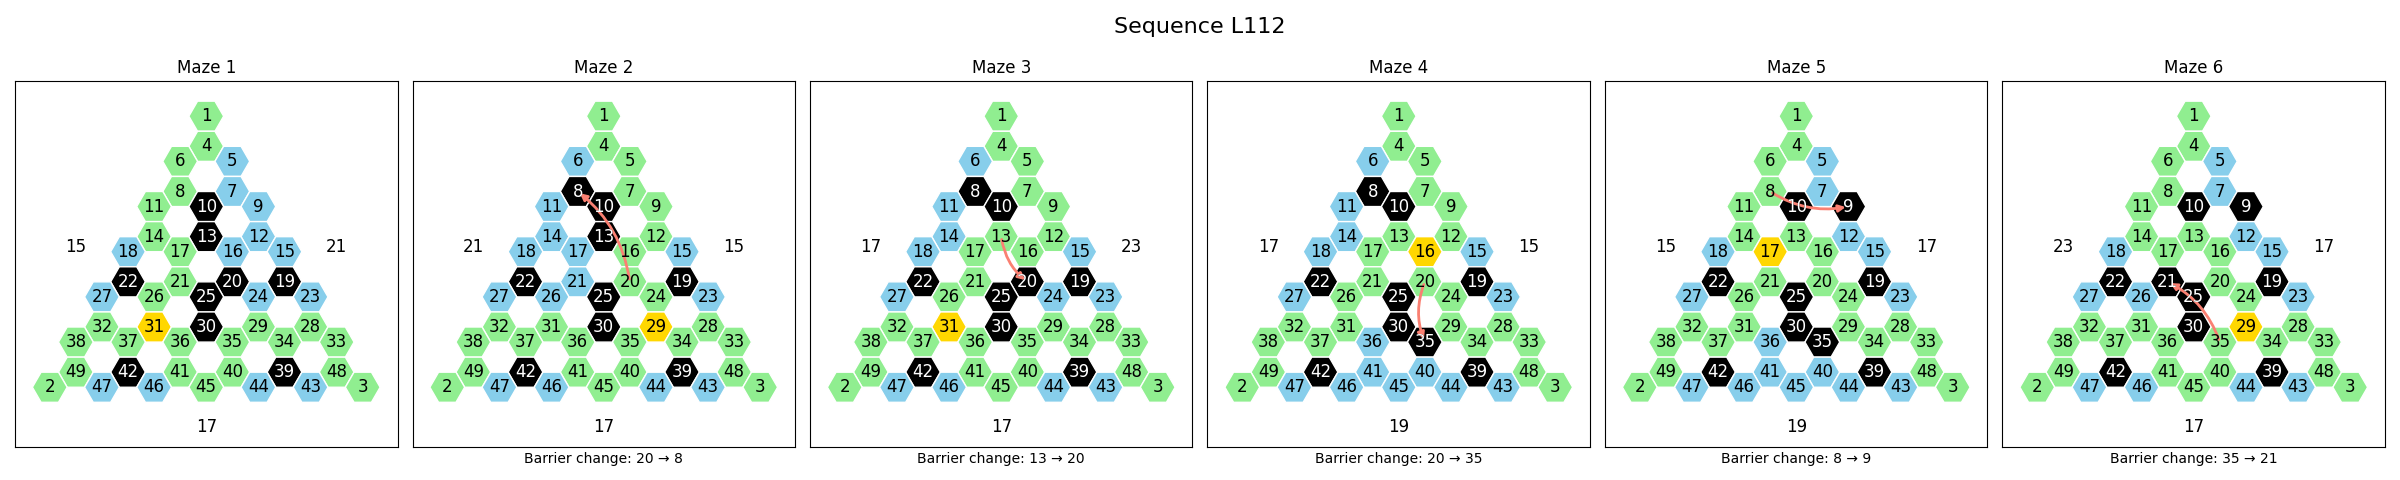 Sequence L112
Maze 1
1
4
6 5
8 7
11 10 9
14 13 12
15 18 17 16 15 21
22 21 20 19
27 26 25 24 23
32 31 30 29 28
38 37 36 35 34 33
49 42 41 40 39 48
2 47 46 45 44 43 3
17
Maze 2
1
4
6 5
8 7
11 10 9
14 13 12
21 18 17 16 15 15
22 21 20 19
27 26 25 24 23
32 31 30 29 28
38 37 36 35 34 33
49 42 41 40 39 48
2 47 46 45 44 43 3
17
Barrier change: 20 → 8
Maze 3
1
4
6 5
8 7
11 10 9
14 13 12
17 18 17 16 15 23
22 21 20 19
27 26 25 24 23
32 31 30 29 28
38 37 36 35 34 33
49 42 41 40 39 48
2 47 46 45 44 43 3
17
Barrier change: 13 → 20
Maze 4
1
4
6 5
8 7
11 10 9
14 13 12
17 18 17 16 15 15
22 21 20 19
27 26 25 24 23
32 31 30 29 28
38 37 36 35 34 33
49 42 41 40 39 48
2 47 46 45 44 43 3
19
Barrier change: 20 → 35
Maze 5
1
4
6 5
8 7
11 10 9
14 13 12
15 18 17 16 15 17
22 21 20 19
27 26 25 24 23
32 31 30 29 28
38 37 36 35 34 33
49 42 41 40 39 48
2 47 46 45 44 43 3
19
Barrier change: 8 → 9
Maze 6
1
4
6 5
8 7
11 10 9
14 13 12
23 18 17 16 15 17
22 21 20 19
27 26 25 24 23
32 31 30 29 28
38 37 36 35 34 33
49 42 41 40 39 48
2 47 46 45 44 43 3
17
Barrier change: 35 → 21